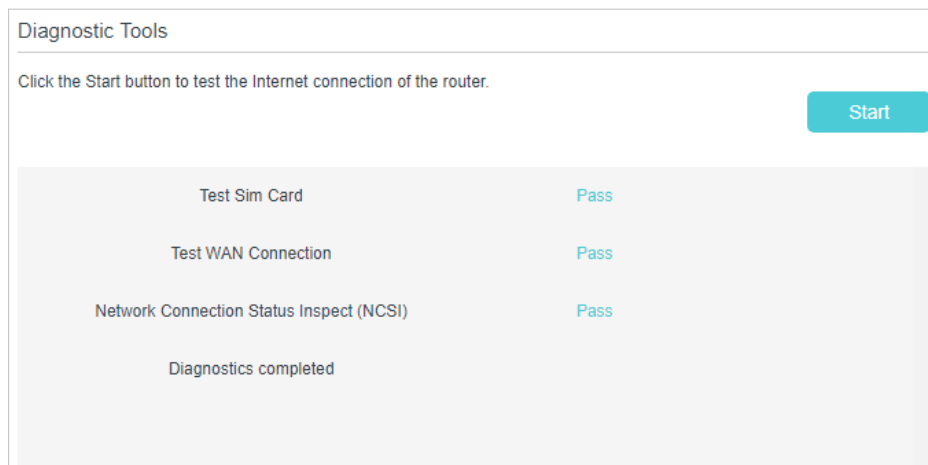 Diagnostic Tools
Click the Start button to test the Internet connection of the router.
Start
Test Sim Card Pass
Test WAN Connection Pass
Network Connection Status Inspect (NCSI) Pass
Diagnostics completed